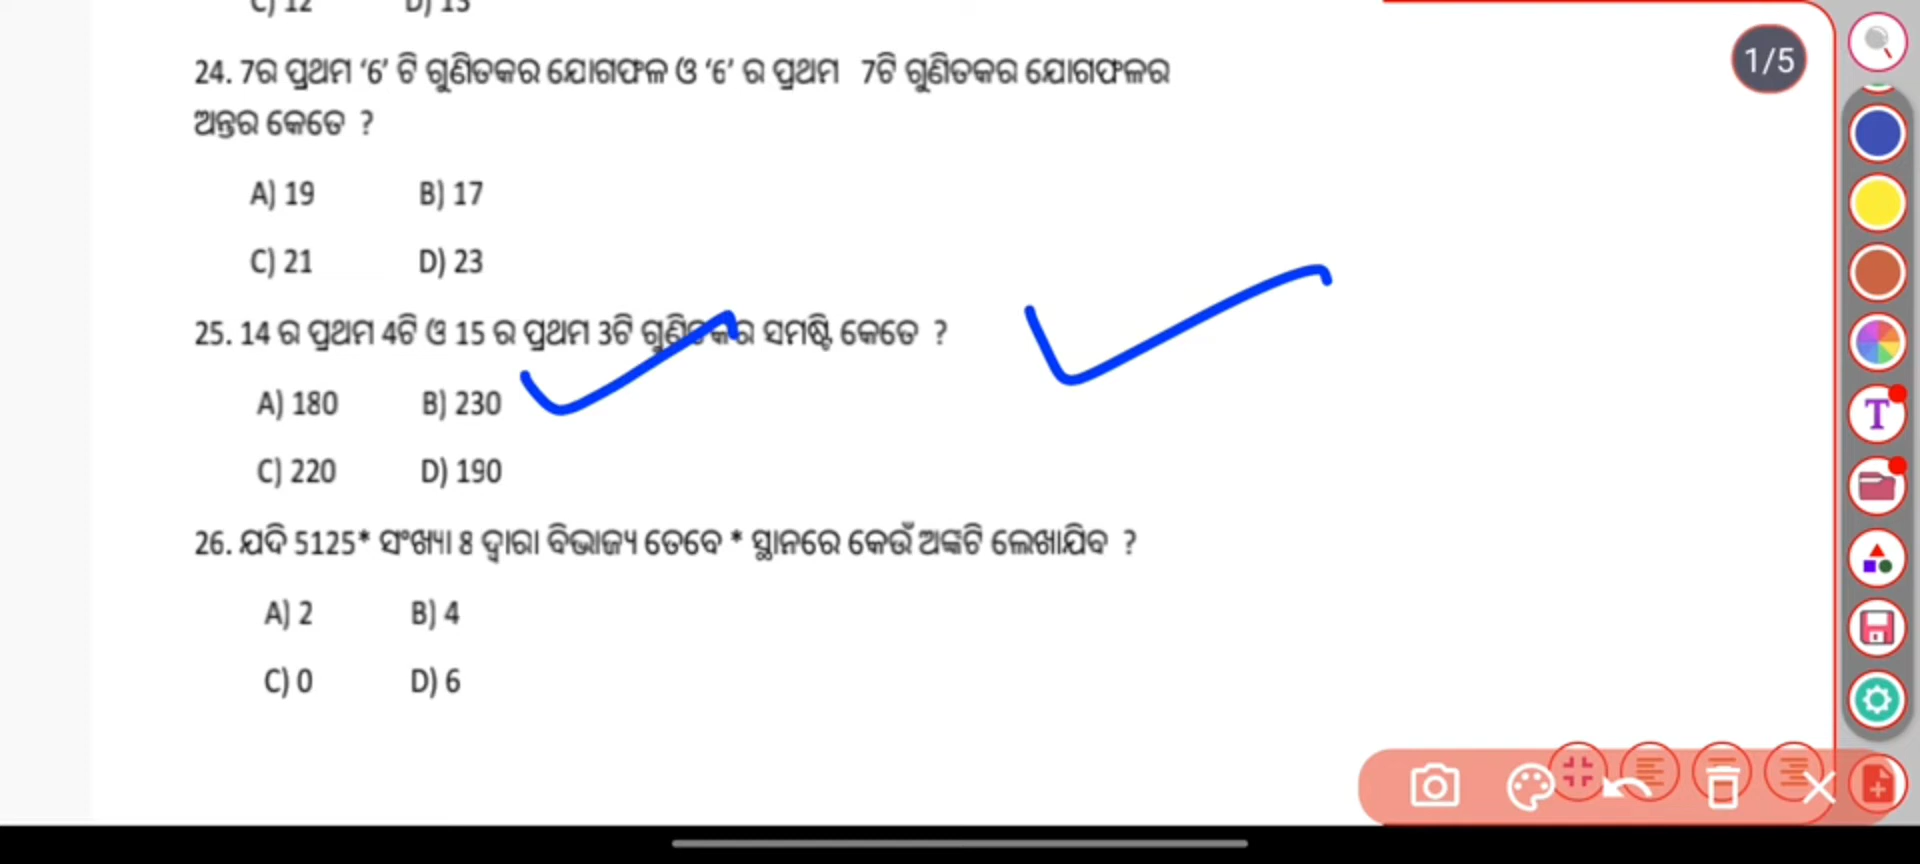 C) 12 D) 13
24. 7ର ପ୍ରଥମ ‘6’ ଟି ଗୁଣିତକର ଯୋଗଫଳ ଓ ‘6’ ର ପ୍ରଥମ 7ଟି ଗୁଣିତକର ଯୋଗଫଳର
ଅନ୍ତର କେତେ ?
A) 19 B) 17
C) 21 D) 23
25. 14 ର ପ୍ରଥମ 4ଟି ଓ 15 ର ପ୍ରଥମ 3ଟି ଗୁଣିତକର ସମଷ୍ଟି କେତେ ?
A) 180 B) 230
C) 220 D) 190
26. ଯଦି 5125* ସଂଖ୍ୟା 8 ଦ୍ୱାରା ବିଭାଜ୍ୟ ତେବେ * ସ୍ଥାନରେ କେଉଁ ଅଙ୍କଟି ଲେଖାଯିବ ?
A) 2 B) 4
C) 0 D) 6
1/5
T